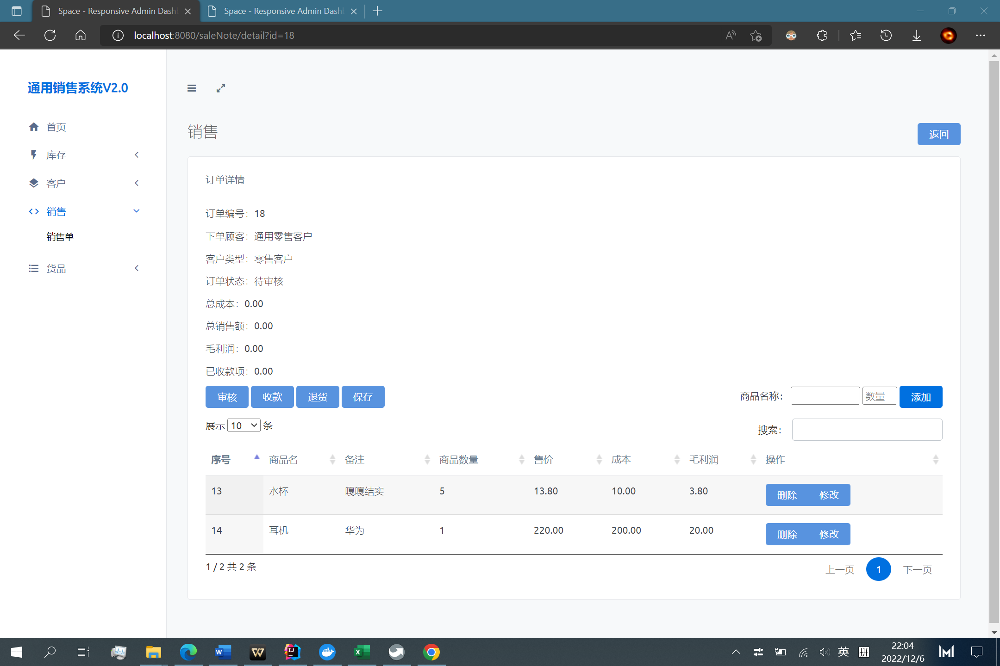 Space - Responsive Admin Dash
Space - Responsive Admin Dash
localhost:8080/saleNote/detail?id=18
通用销售系统V2.0
首页
库存
客户
销售
销售单
货品
销售
返回
订单详情
订单编号：18
下单顾客：通用零售客户
客户类型：零售客户
订单状态：待审核
总成本：0.00
总销售额：0.00
毛利润：0.00
已收款项：0.00
审核 收款 退货 保存 商品名称： 数量 添加
展示 10 条 搜索：
序号 商品名 备注 商品数量 售价 成本 毛利润 操作
13 水杯 嘎嘎结实 5 13.80 10.00 3.80 删除 修改
14 耳机 华为 1 220.00 200.00 20.00 删除 修改
1 / 2 共 2 条 上一页 1 下一页
英 拼 22:04
2022/12/6